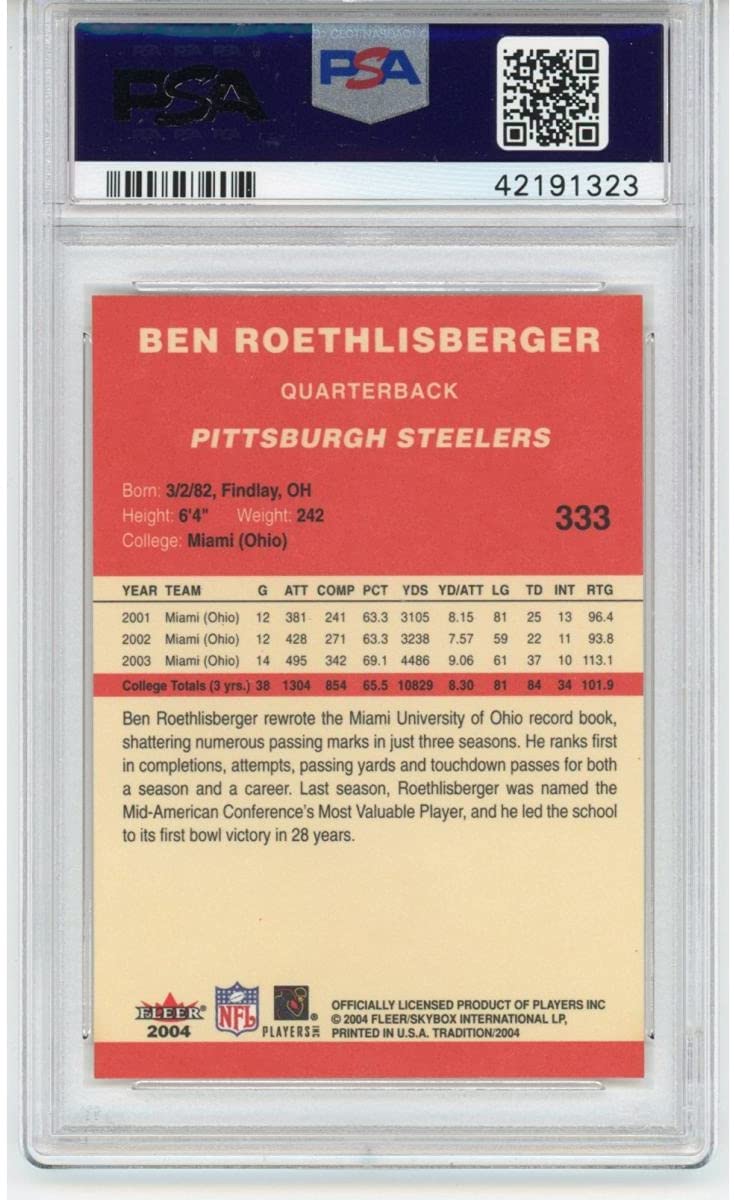 PSA PSA PSA
PSA
PSA PSA PSA
PSA
42191323
BEN ROETHLISBERGER
QUARTERBACK
PITTSBURGH STEELERS
Born: 3/2/82, Findlay, OH
Height: 6'4" Weight: 242
333
College: Miami (Ohio)
YEAR TEAM G ATT COMP PCT YDS YD/ATT LG TD INT RTG
2001 Miami (Ohio) 12 381 241 63.3 3105 8.15 81 25 13 96.4
2002 Miami (Ohio) 12 428 271 63.3 3238 7.57 59 22 11 93.8
2003 Miami (Ohio) 14 495 342 69.1 4486 9.06 61 37 10 113.1
College Totals (3 yrs.) 38 1304 854 65.5 10829 8.30 81 84 34 101.9
Ben Roethlisberger rewrote the Miami University of Ohio record book,
shattering numerous passing marks in just three seasons. He ranks first
in completions, attempts, passing yards and touchdown passes for both
a season and a career. Last season, Roethlisberger was named the
Mid-American Conference's Most Valuable Player, and he led the school
to its first bowl victory in 28 years.
FLEER®
2004
NFL
PLAYERS INC
OFFICIALLY LICENSED PRODUCT OF PLAYERS INC
© 2004 FLEER/SKYBOX INTERNATIONAL LP,
PRINTED IN U.S.A. TRADITION/2004